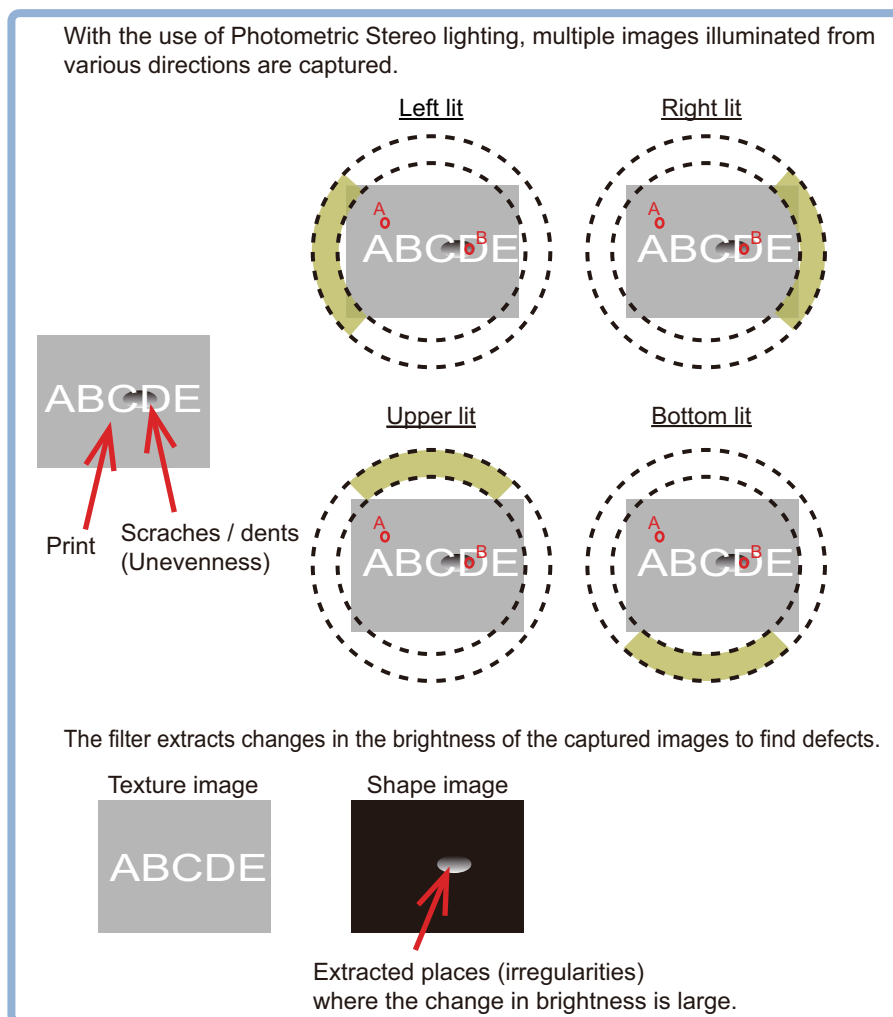 With the use of Photometric Stereo lighting, multiple images illuminated from
various directions are captured.
Left lit
Right lit
A
ABCDE
B
A
ABCDE
B
ABCDE
Print
Scraches / dents
(Unevenness)
Upper lit
Bottom lit
A
ABCDE
B
A
ABCDE
B
The filter extracts changes in the brightness of the captured images to find defects.
Texture image
Shape image
ABCDE
Extracted places (irregularities)
where the change in brightness is large.